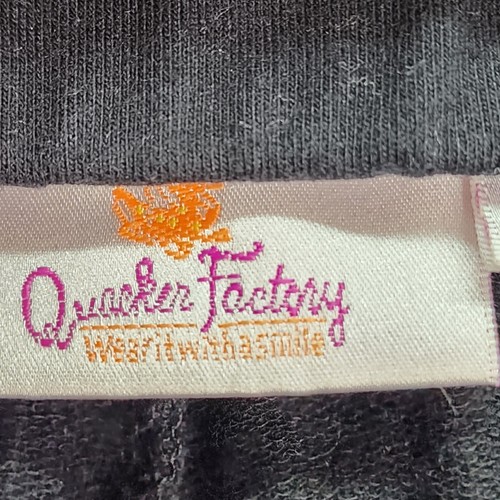 Quacker Factory
Wear it with a smile